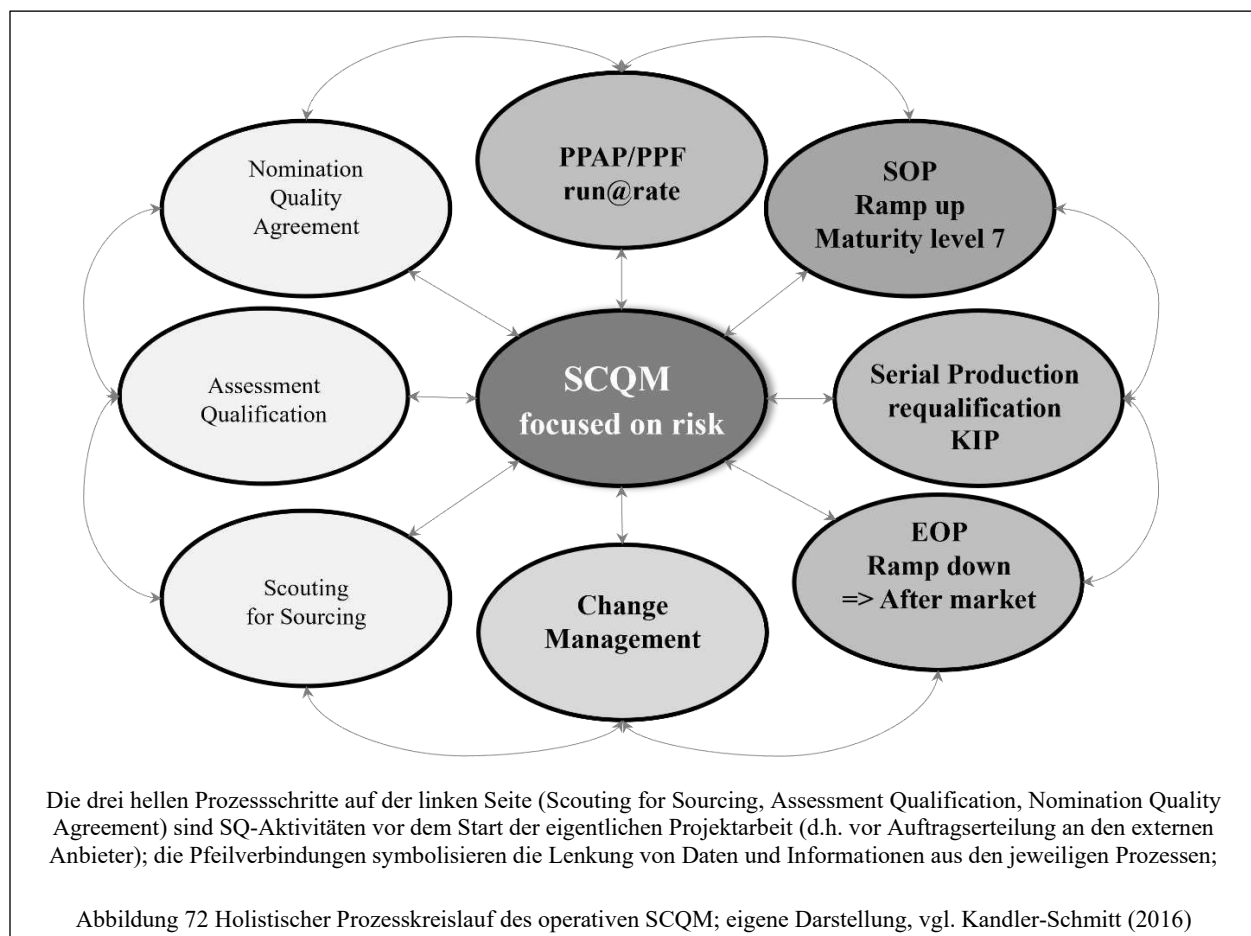 Nomination
Quality
Agreement
PPAP/PPF
run@rate
SOP
Ramp up
Maturity level 7
Assessment
Qualification
SCQM
focused on risk
Serial Production
requalification
KIP
Scouting
for Sourcing
Change
Management
EOP
Ramp down
=> After market
Die drei hellen Prozessschritte auf der linken Seite (Scouting for Sourcing, Assessment Qualification, Nomination Quality
Agreement) sind SQ-Aktivitäten vor dem Start der eigentlichen Projektarbeit (d.h. vor Auftragserteilung an den externen
Anbieter); die Pfeilverbindungen symbolisieren die Lenkung von Daten und Informationen aus den jeweiligen Prozessen;
Abbildung 72 Holistischer Prozesskreislauf des operativen SCQM; eigene Darstellung, vgl. Kandler-Schmitt (2016)